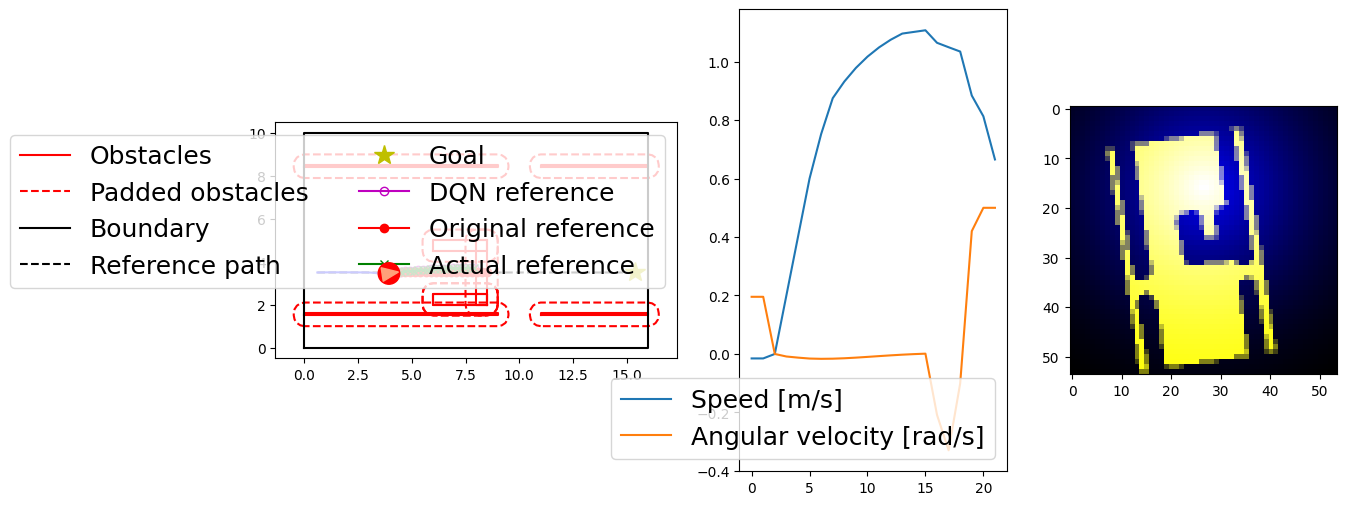 Obstacles
Padded obstacles
Boundary
Reference path
Goal
DQN reference
Original reference
Actual reference
10
8
6
4
2
0
0.0 2.5 5.0 7.5 10.0 12.5 15.0
1.0
0.8
0.6
0.4
0.2
0.0
−0.2
−0.4
0 5 10 15 20
Speed [m/s]
Angular velocity [rad/s]
0
10
20
30
40
50
0 10 20 30 40 50